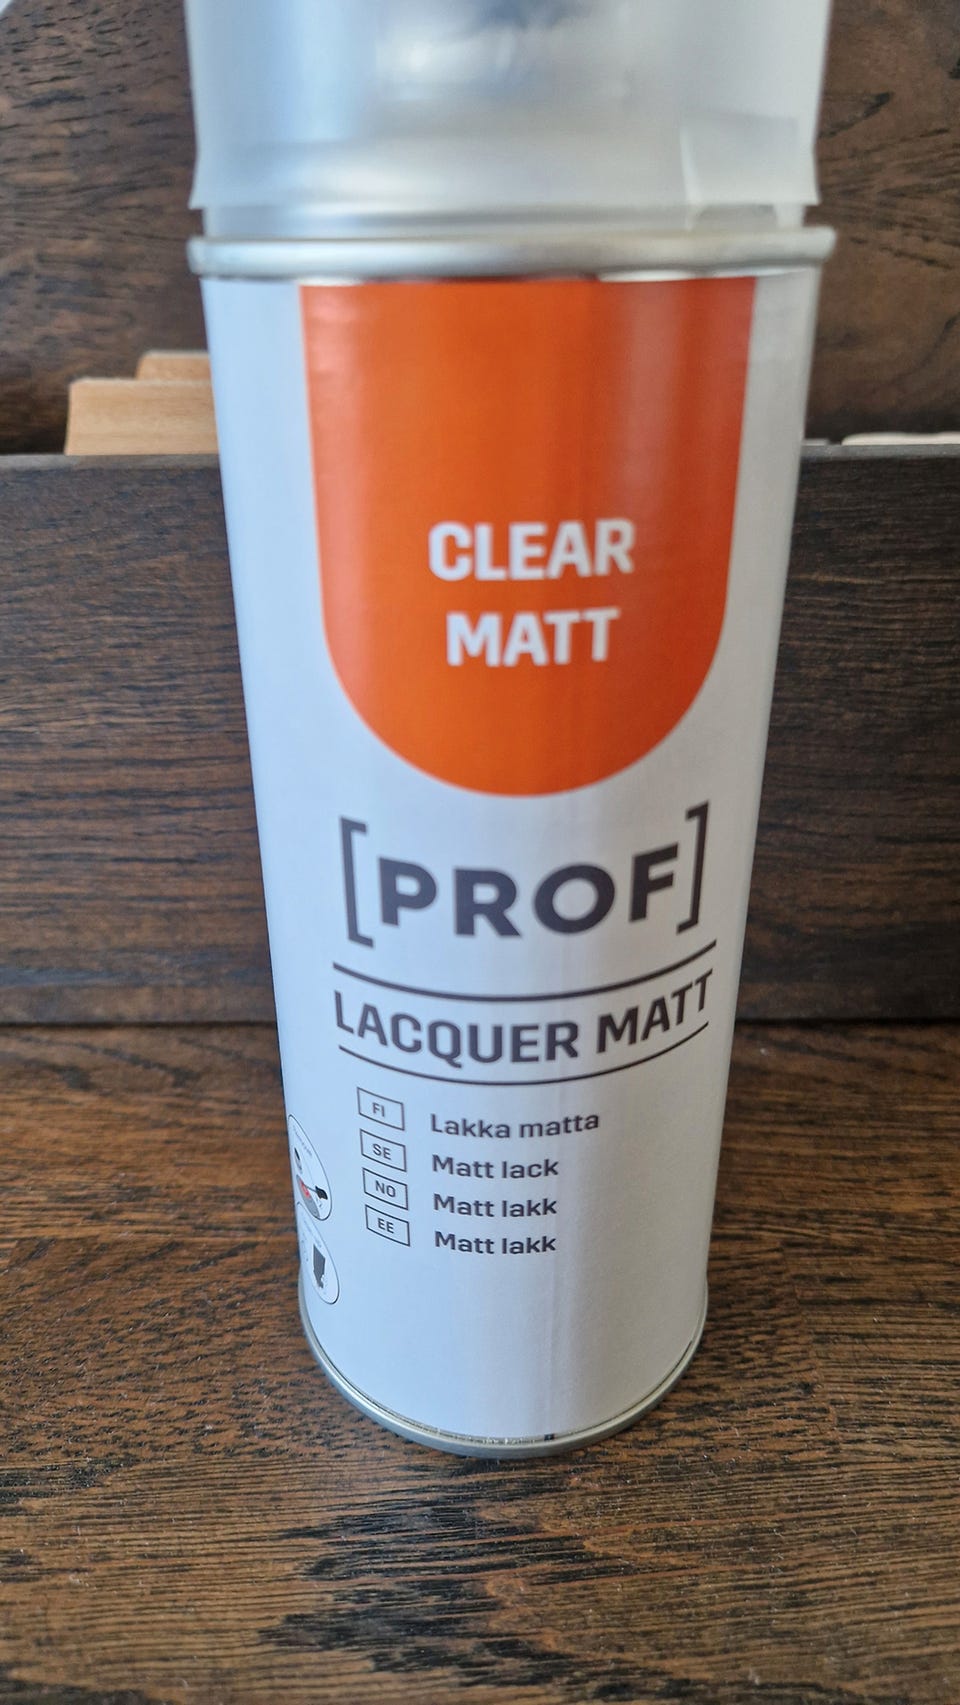 CLEAR
MATT
[PROF]
LACQUER MATT
FI Lakka matta
SE Matt lack
NO Matt lakk
EE Matt lakk